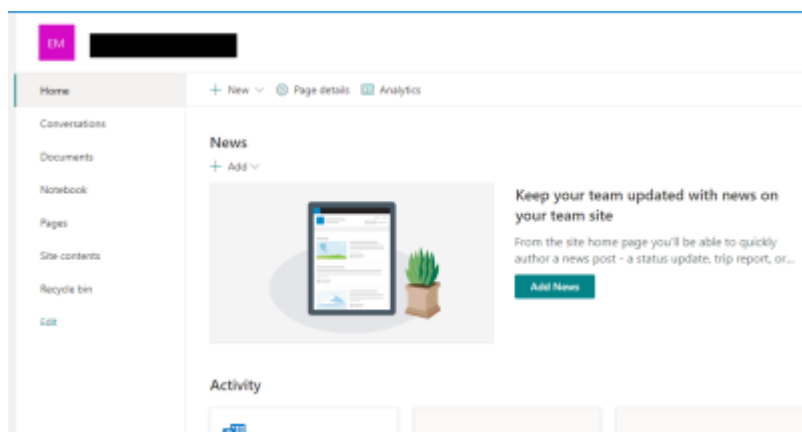 EM
Home
+ New Page details Analytics
Conversations
Documents
Notebook
Pages
Site contents
Recycle bin
Edit
News
+ Add
Keep your team updated with news on
your team site
From the site home page you'll be able to quickly
author a news post - a status update, trip report, or...
Add News
Activity